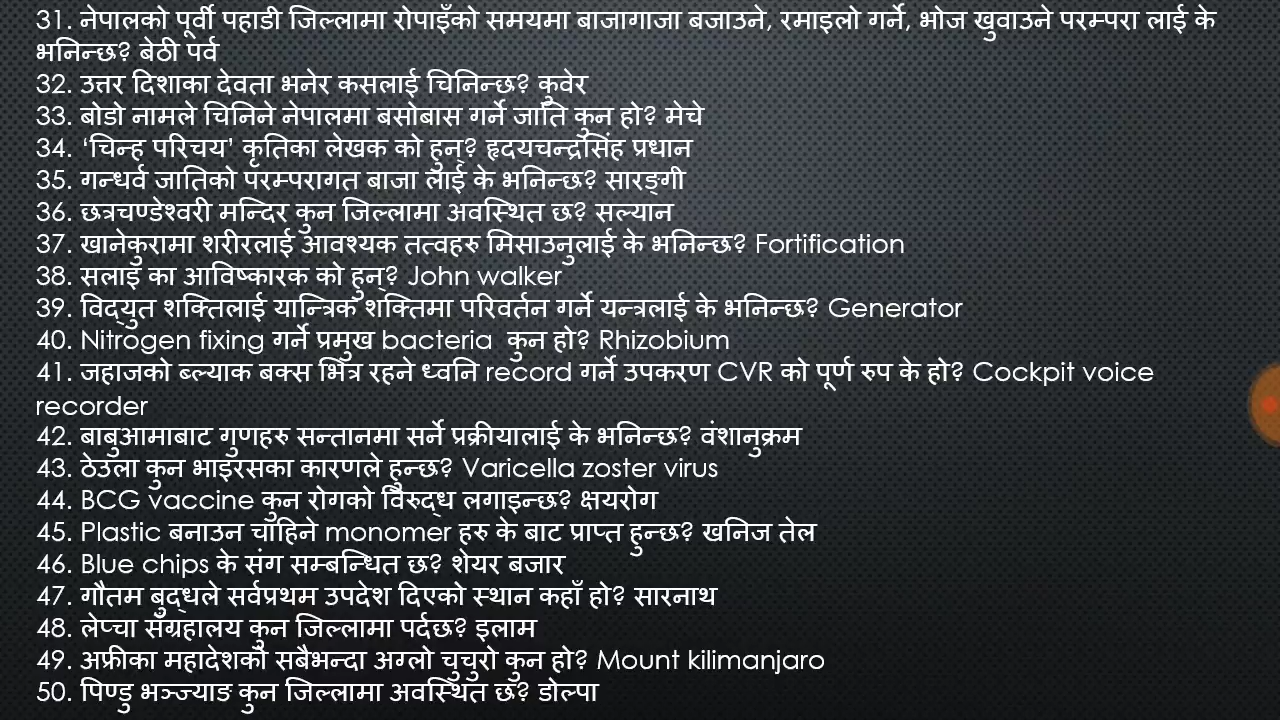 31. नेपालको पूर्वी पहाडी जिल्लामा रोपाइँको समयमा बाजागाजा बजाउने, रमाइलो गर्ने, भोज खुवाउने परम्परा लाई के
भनिन्छ? बेठी पर्व
32. उत्तर दिशाका देवता भनेर कसलाई चिनिन्छ? कुवेर
33. बोडो नामले चिनिने नेपालमा बसोबास गर्ने जाति कुन हो? मेचे
34. ‘चिन्ह परिचय’ कृतिका लेखक को हुन्? हृदयचन्द्रसिंह प्रधान
35. गन्धर्व जातिको परम्परागत बाजा लाई के भनिन्छ? सारङ्गी
36. छत्रचण्डेश्वरी मन्दिर कुन जिल्लामा अवस्थित छ? सल्यान
37. खानेकुरामा शरीरलाई आवश्यक तत्वहरु मिसाउनुलाई के भनिन्छ? Fortification
38. सलाइ का आविष्कारक को हुन्? John walker
39. विद्युत शक्तिलाई यान्त्रिक शक्तिमा परिवर्तन गर्ने यन्त्रलाई के भनिन्छ? Generator
40. Nitrogen fixing गर्ने प्रमुख bacteria कुन हो? Rhizobium
41. जहाजको ब्ल्याक बक्स भित्र रहने ध्वनि record गर्ने उपकरण CVR को पूर्ण रुप के हो? Cockpit voice
recorder
42. बाबुआमाबाट गुणहरु सन्तानमा सर्ने प्रक्रीयालाई के भनिन्छ? वंशानुक्रम
43. ठेउला कुन भाइरसका कारणले हुन्छ? Varicella zoster virus
44. BCG vaccine कुन रोगको विरुद्ध लगाइन्छ? क्षयरोग
45. Plastic बनाउन चाहिने monomer हरु के बाट प्राप्त हुन्छ? खनिज तेल
46. Blue chips के संग सम्बन्धित छ? शेयर बजार
47. गौतम बुद्धले सर्वप्रथम उपदेश दिएको स्थान कहाँ हो? सारनाथ
48. लेप्चा संग्रहालय कुन जिल्लामा पर्दछ? इलाम
49. अफ्रीका महादेशको सबैभन्दा अग्लो चुचुरो कुन हो? Mount kilimanjaro
50. पिण्डु भञ्ज्याङ कुन जिल्लामा अवस्थित छ? डोल्पा